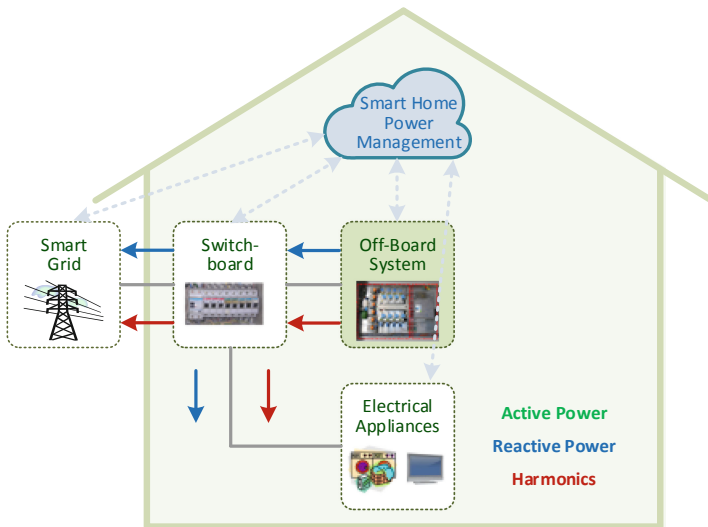 Smart Home
Power
Management
Smart
Grid
Switch-
board
Off-Board
System
Electrical
Appliances
Active Power
Reactive Power
Harmonics